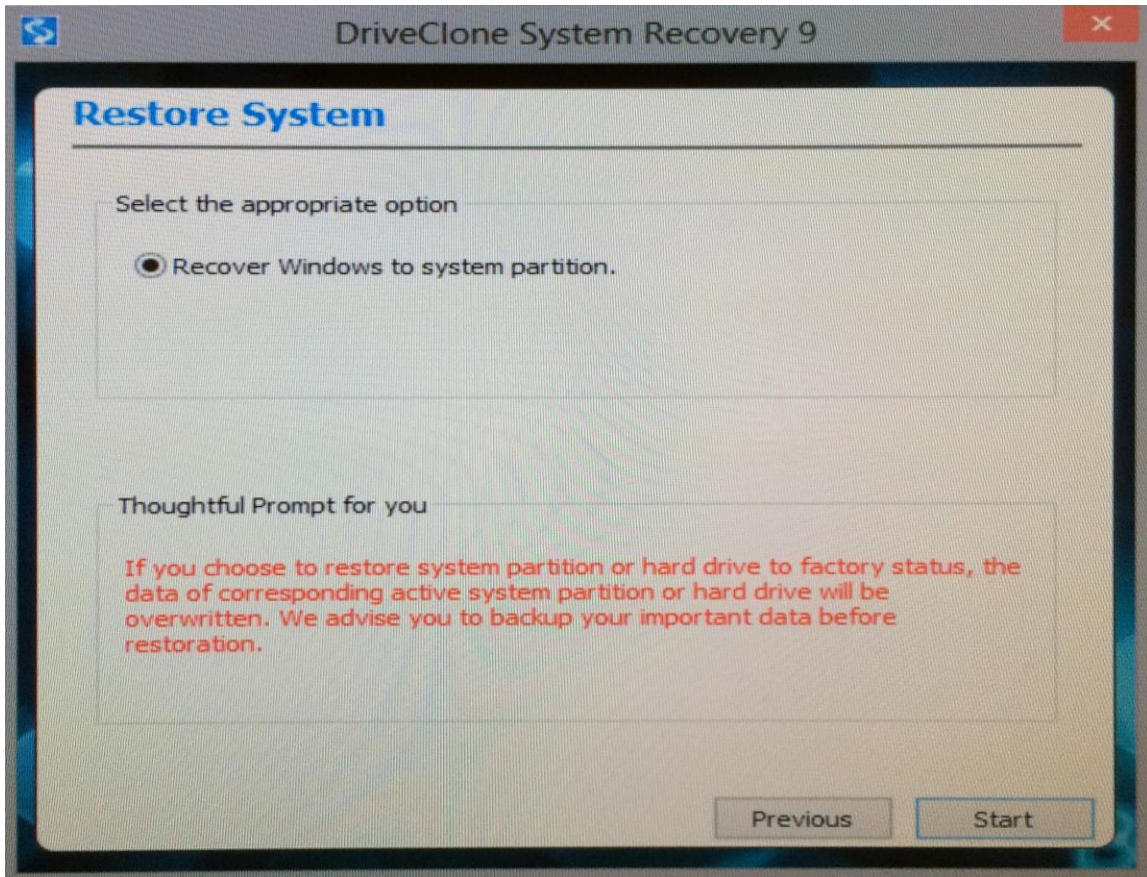 DriveClone System Recovery 9
Restore System
Select the appropriate option
Recover Windows to system partition.
Thoughtful Prompt for you
If you choose to restore system partition or hard drive to factory status, the
data of corresponding active system partition or hard drive will be
overwritten. We advise you to backup your important data before
restoration.
Previous
Start